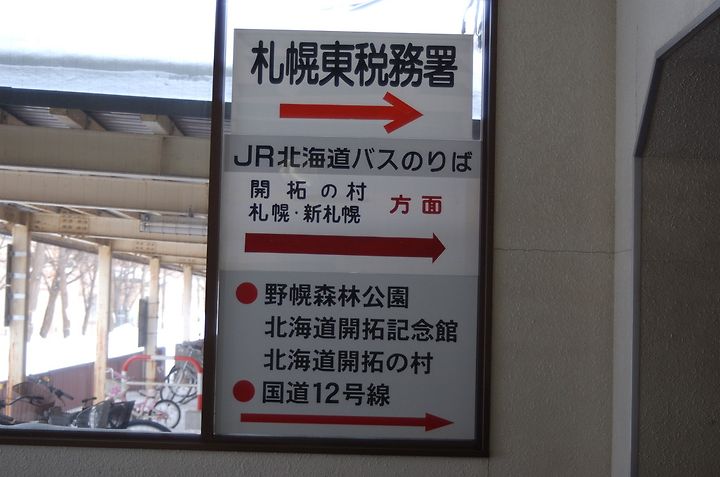 札幌東税務署
JR北海道バスのりば
開拓の村
札幌・新札幌 方面
野幌森林公園
北海道開拓記念館
北海道開拓の村
国道12号線